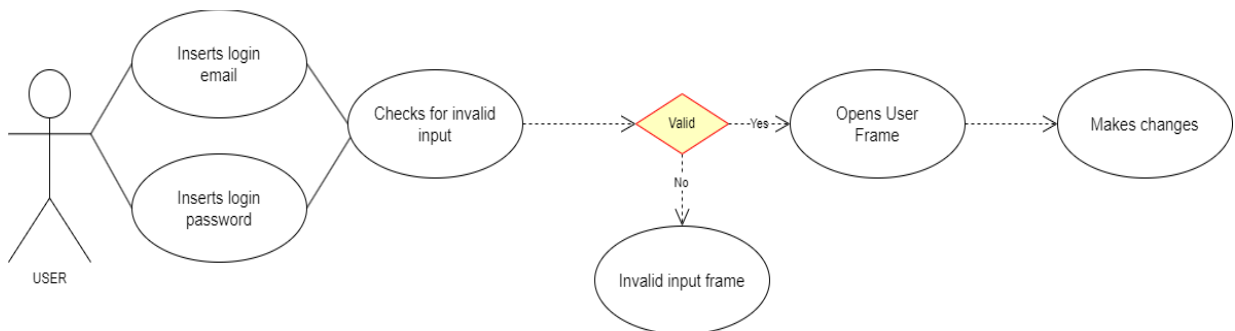 Inserts login
email
Checks for invalid
input
Valid
Yes
Opens User
Frame
Makes changes
Inserts login
password
No
USER
Invalid input frame